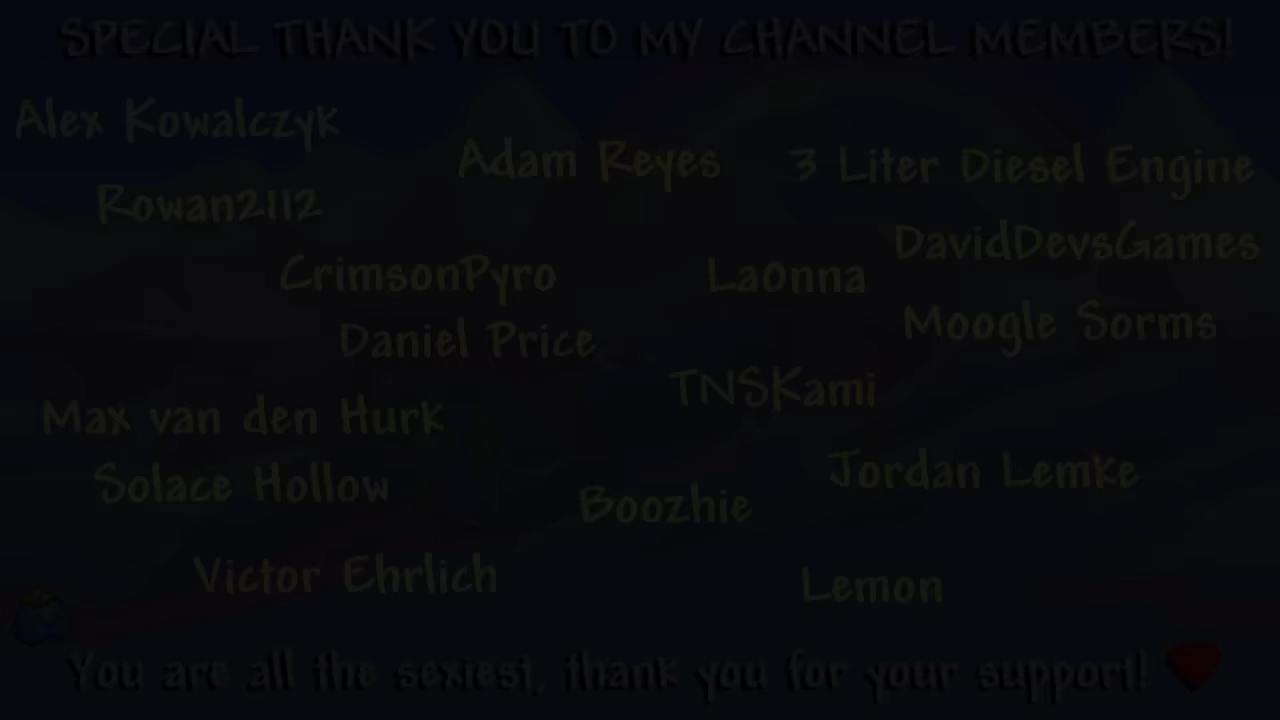 SPECIAL THANK YOU TO MY CHANNEL MEMBERS!
Alex Kowalczyk
Adam Reyes
3 Liter Diesel Engine
Rowan2112
DavidDevsGames
CrimsonPyro
La0nna
Moogle Sorms
Daniel Price
TNSKami
Max van den Hurk
Jordan Lemke
Solace Hollow
Boozhie
Victor Ehrlich
Lemon
You are all the sexiest, thank you for your support!